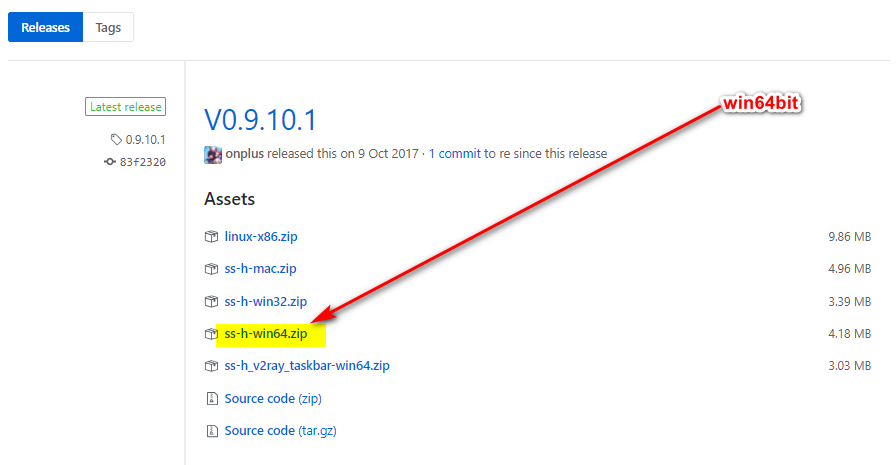 Releases Tags
win64bit
Latest release
V0.9.10.1
0.9.10.1
onplus released this on 9 Oct 2017 · 1 commit to re since this release
83f2320
Assets
linux-x86.zip 9.86 MB
ss-h-mac.zip 4.96 MB
ss-h-win32.zip 3.39 MB
ss-h-win64.zip 4.18 MB
ss-h_v2ray_taskbar-win64.zip 3.03 MB
Source code (zip)
Source code (tar.gz)